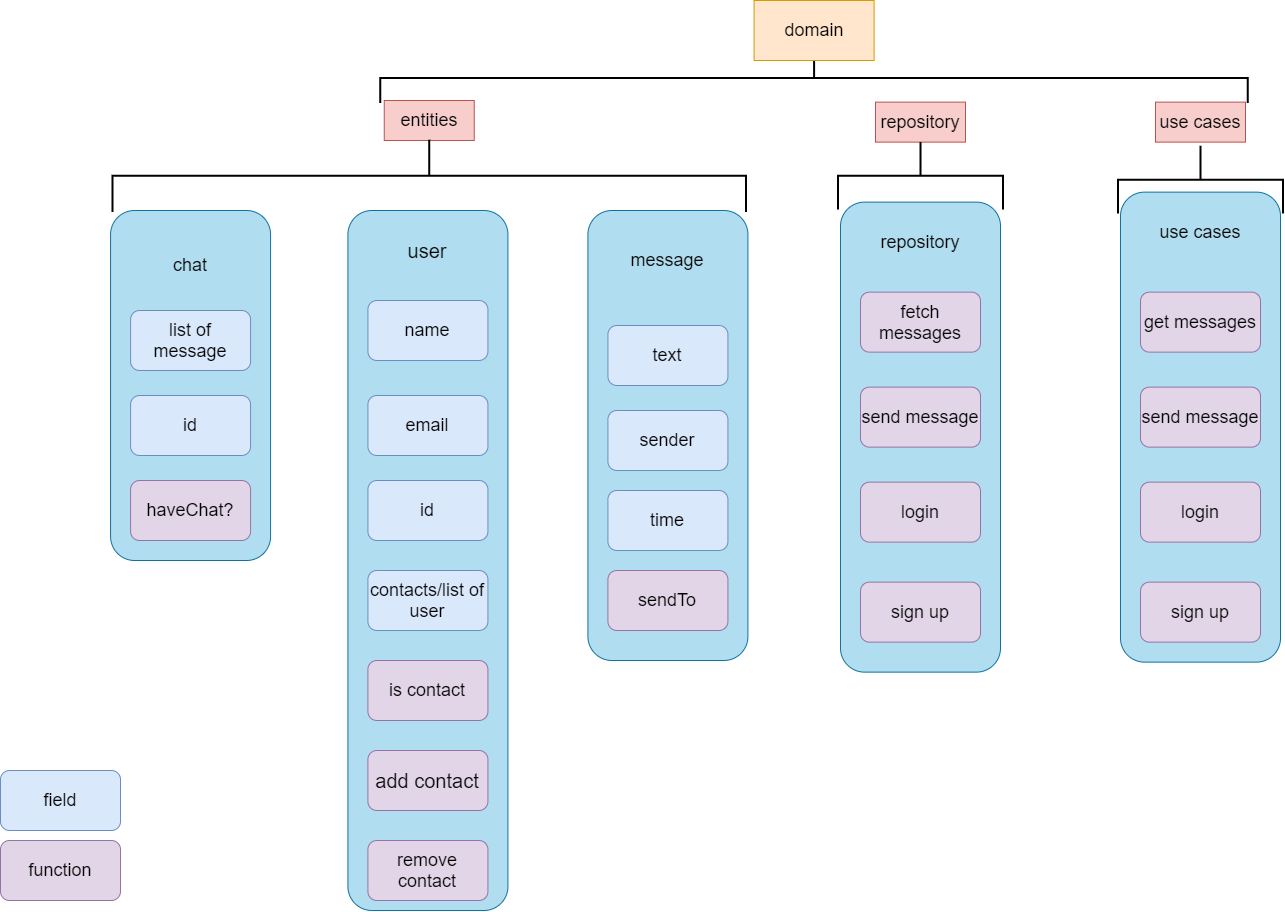 domain
entities
repository
use cases
chat
list of
message
id
haveChat?
user
name
email
id
contacts/list of
user
is contact
add contact
remove
contact
message
text
sender
time
sendTo
repository
fetch
messages
send message
login
sign up
use cases
get messages
send message
login
sign up
field
function